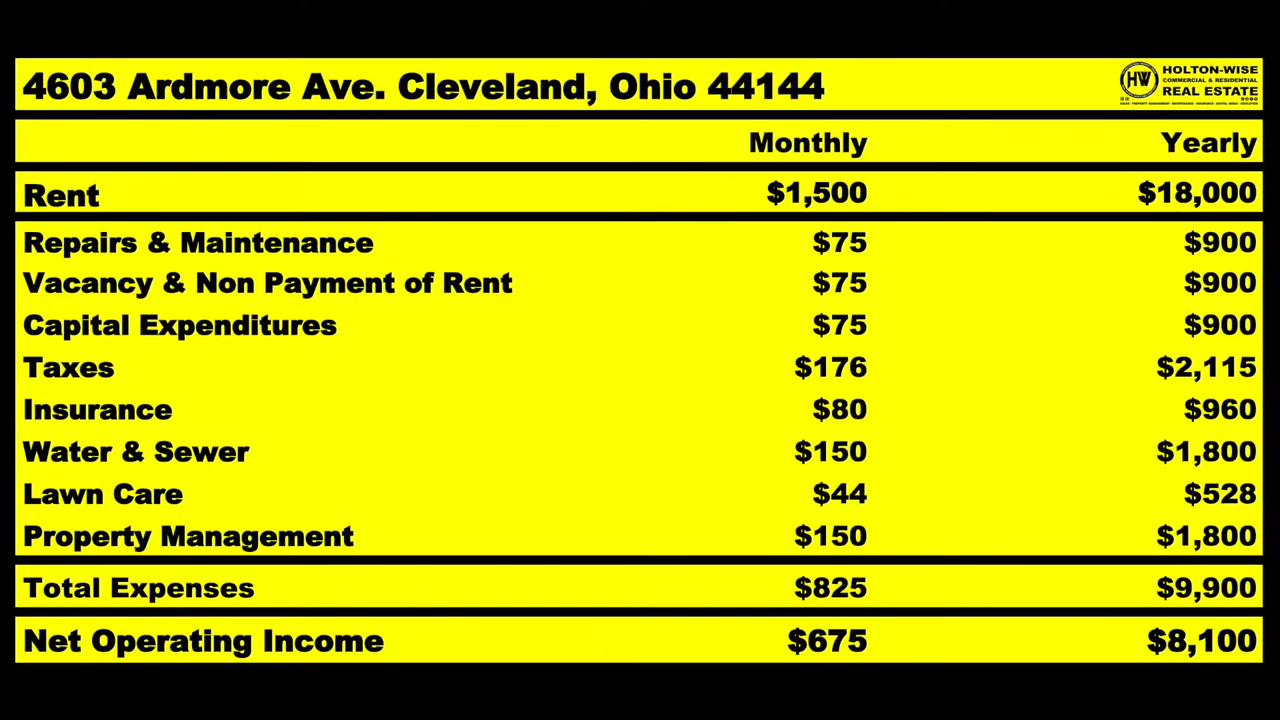 4603 Ardmore Ave. Cleveland, Ohio 44144
HW
HOLTON-WISE
COMMERCIAL & RESIDENTIAL
REAL ESTATE
Monthly Yearly
Rent $1,500 $18,000
Repairs & Maintenance $75 $900
Vacancy & Non Payment of Rent $75 $900
Capital Expenditures $75 $900
Taxes $176 $2,115
Insurance $80 $960
Water & Sewer $150 $1,800
Lawn Care $44 $528
Property Management $150 $1,800
Total Expenses $825 $9,900
Net Operating Income $675 $8,100